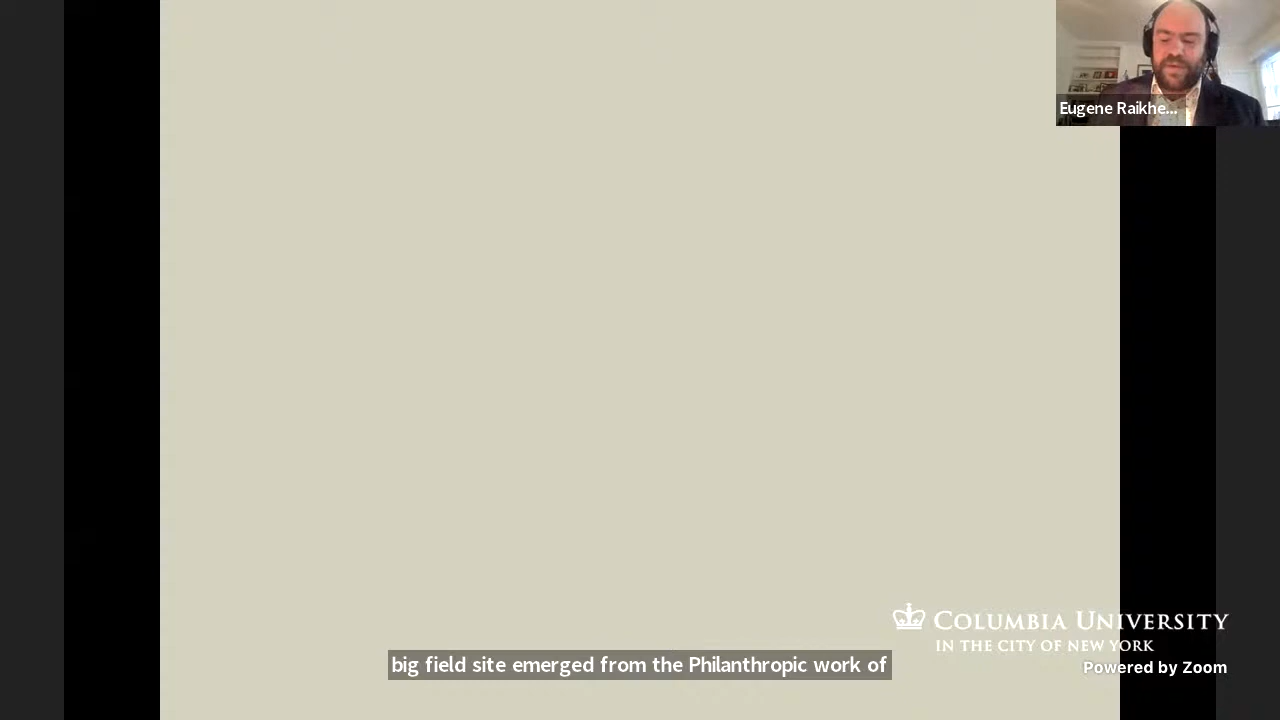 Eugene Raikhe...
COLUMBIA UNIVERSITY
IN THE CITY OF NEW YORK
big field site emerged from the Philanthropic work of
Powered by Zoom